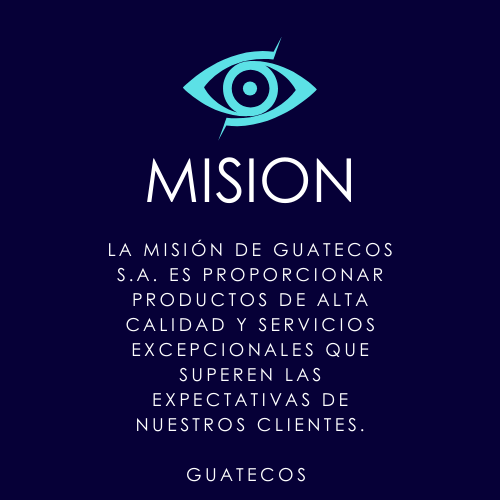 MISION
LA MISIÓN DE GUATECOS
S.A. ES PROPORCIONAR
PRODUCTOS DE ALTA
CALIDAD Y SERVICIOS
EXCEPCIONALES QUE
SUPEREN LAS
EXPECTATIVAS DE
NUESTROS CLIENTES.
GUATECOS